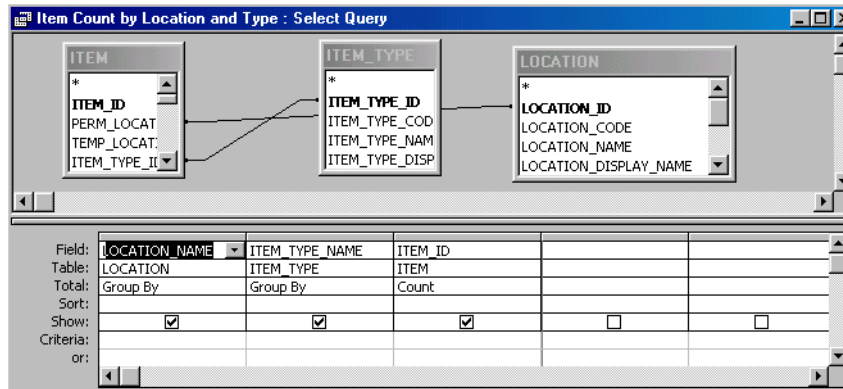 Item Count by Location and Type : Select Query
ITEM
*
ITEM_ID
PERM_LOCAT
TEMP_LOCAT:
ITEM_TYPE_ID
ITEM_TYPE
*
ITEM_TYPE_ID
ITEM_TYPE_COD
ITEM_TYPE_NAM
ITEM_TYPE_DISP
LOCATION
*
LOCATION_ID
LOCATION_CODE
LOCATION_NAME
LOCATION_DISPLAY_NAME
Field: LOCATION_NAME ITEM_TYPE_NAME ITEM_ID
Table: LOCATION ITEM_TYPE ITEM
Total: Group By Group By Count
Sort:
Show:
Criteria:
or: